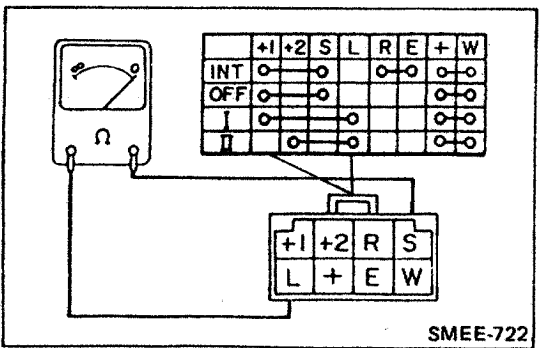 +1 +2 S L R E + W
INT
OFF
I
II
∞ 0
Ω
+1 +2 R S
L + E W
SMEE-722